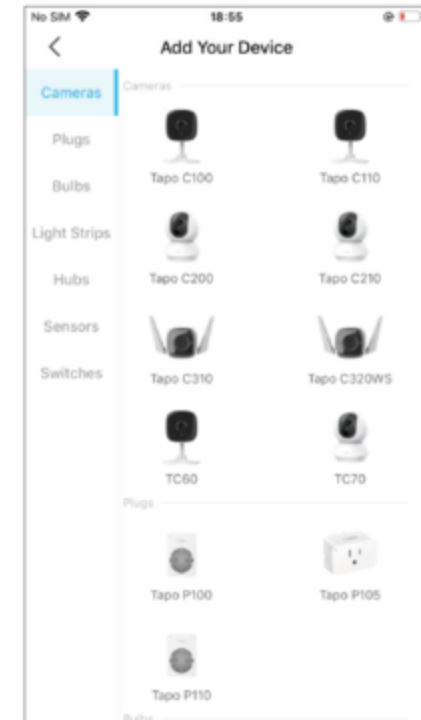 No SIM 18:55
Add Your Device
Cameras
Plugs
Bulbs
Light Strips
Hubs
Sensors
Switches
Cameras
Tapo C100 Tapo C110
Tapo C200 Tapo C210
Tapo C310 Tapo C320WS
TC60 TC70
Plugs
Tapo P100 Tapo P105
Tapo P110
Bulbs